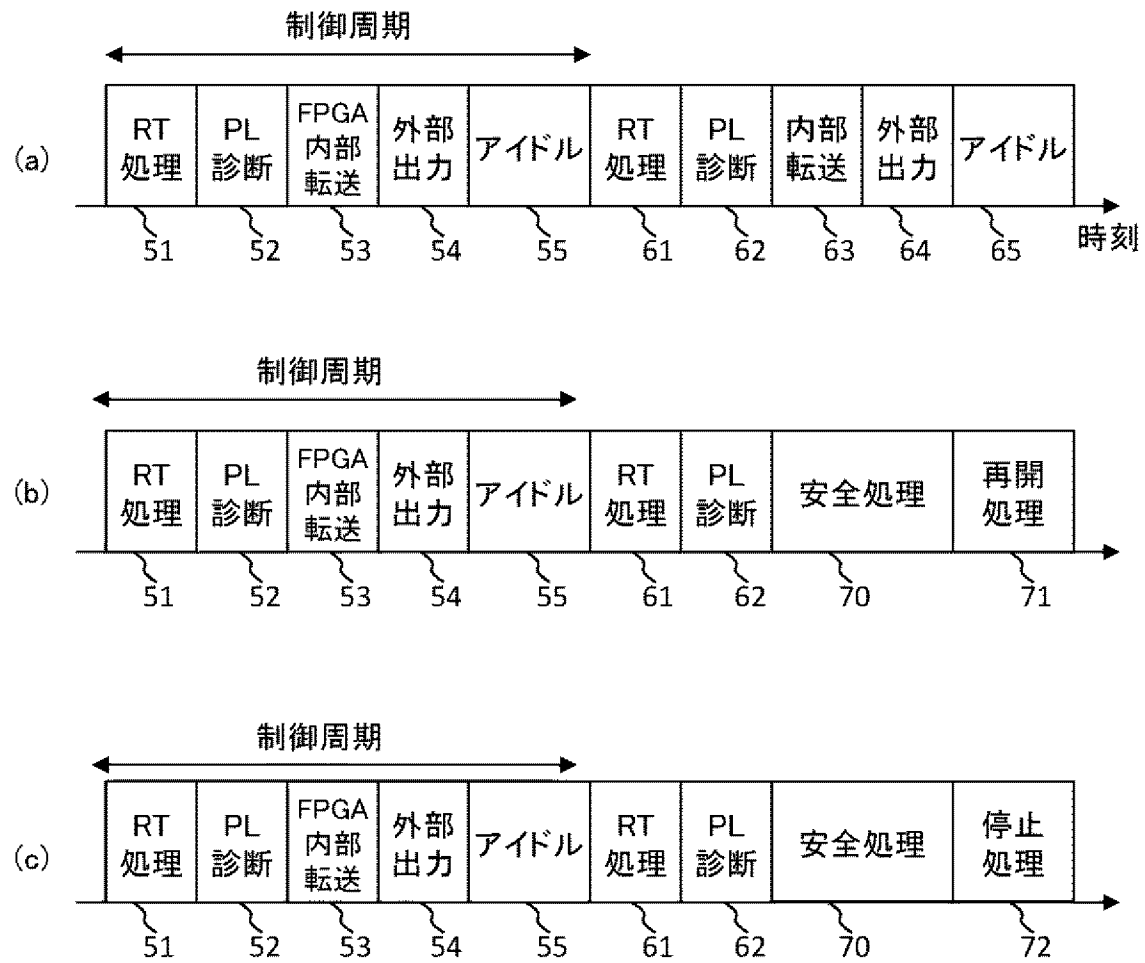 制御周期
(a)
RT
処理
PL
診断
FPGA
内部
転送
外部
出力
アイドル
RT
処理
PL
診断
内部
転送
外部
出力
アイドル
51
52
53
54
55
61
62
63
64
65
時刻
制御周期
(b)
RT
処理
PL
診断
FPGA
内部
転送
外部
出力
アイドル
RT
処理
PL
診断
安全処理
再開
処理
51
52
53
54
55
61
62
70
71
制御周期
(c)
RT
処理
PL
診断
FPGA
内部
転送
外部
出力
アイドル
RT
処理
PL
診断
安全処理
停止
処理
51
52
53
54
55
61
62
70
72